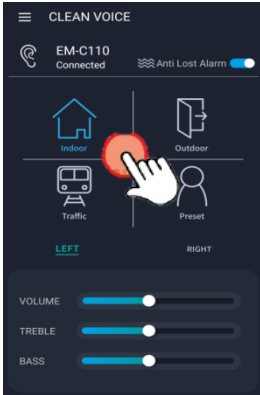 CLEAN VOICE
EM-C110
Connected
Anti Lost Alarm
Indoor
Outdoor
Traffic
Preset
LEFT
RIGHT
VOLUME
TREBLE
BASS